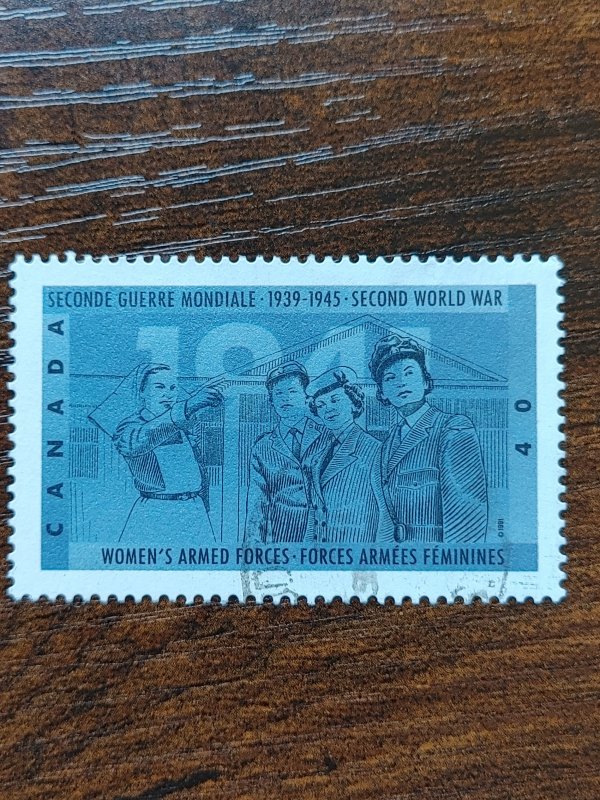 SECONDE GUERRE MONDIALE · 1939-1945 · SECOND WORLD WAR
1941
CANADA
40
© 1991
WOMEN'S ARMED FORCES · FORCES ARMÉES FÉMININES